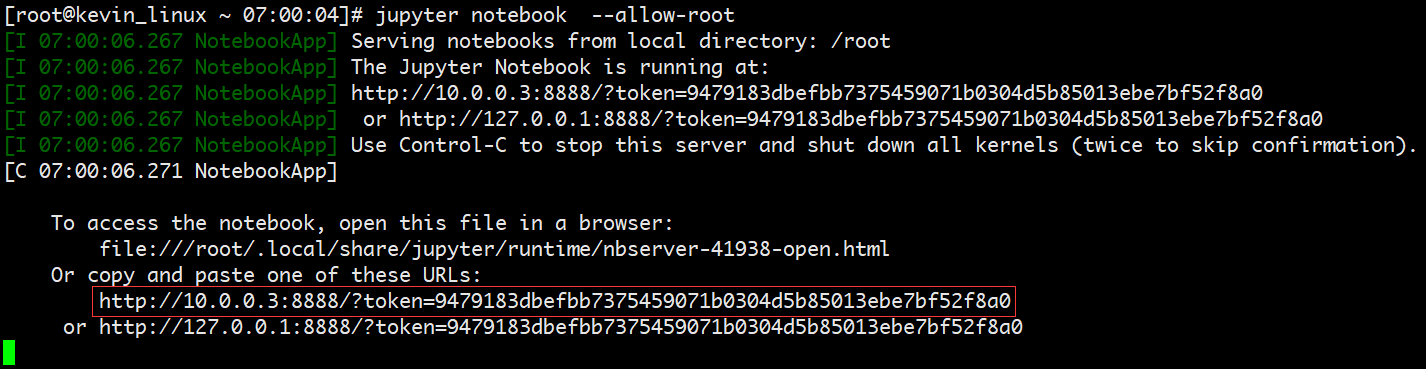 [root@kevin_linux ~ 07:00:04]# jupyter notebook  --allow-root
[I 07:00:06.267 NotebookApp] Serving notebooks from local directory: /root
[I 07:00:06.267 NotebookApp] The Jupyter Notebook is running at:
[I 07:00:06.267 NotebookApp] http://10.0.0.3:8888/?token=9479183dbefbb7375459071b0304d5b85013ebe7bf52f8a0
[I 07:00:06.267 NotebookApp]  or http://127.0.0.1:8888/?token=9479183dbefbb7375459071b0304d5b85013ebe7bf52f8a0
[I 07:00:06.267 NotebookApp] Use Control-C to stop this server and shut down all kernels (twice to skip confirmation).
[C 07:00:06.271 NotebookApp]
To access the notebook, open this file in a browser:
file:///root/.local/share/jupyter/runtime/nbserver-41938-open.html
Or copy and paste one of these URLs:
http://10.0.0.3:8888/?token=9479183dbefbb7375459071b0304d5b85013ebe7bf52f8a0
or http://127.0.0.1:8888/?token=9479183dbefbb7375459071b0304d5b85013ebe7bf52f8a0